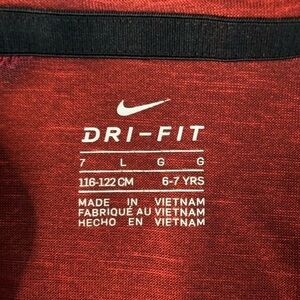 DRI-FIT
7 L G G
116-122 CM 6-7 YRS
MADE IN VIETNAM
FABRIQUÉ AU VIETNAM
HECHO EN VIETNAM